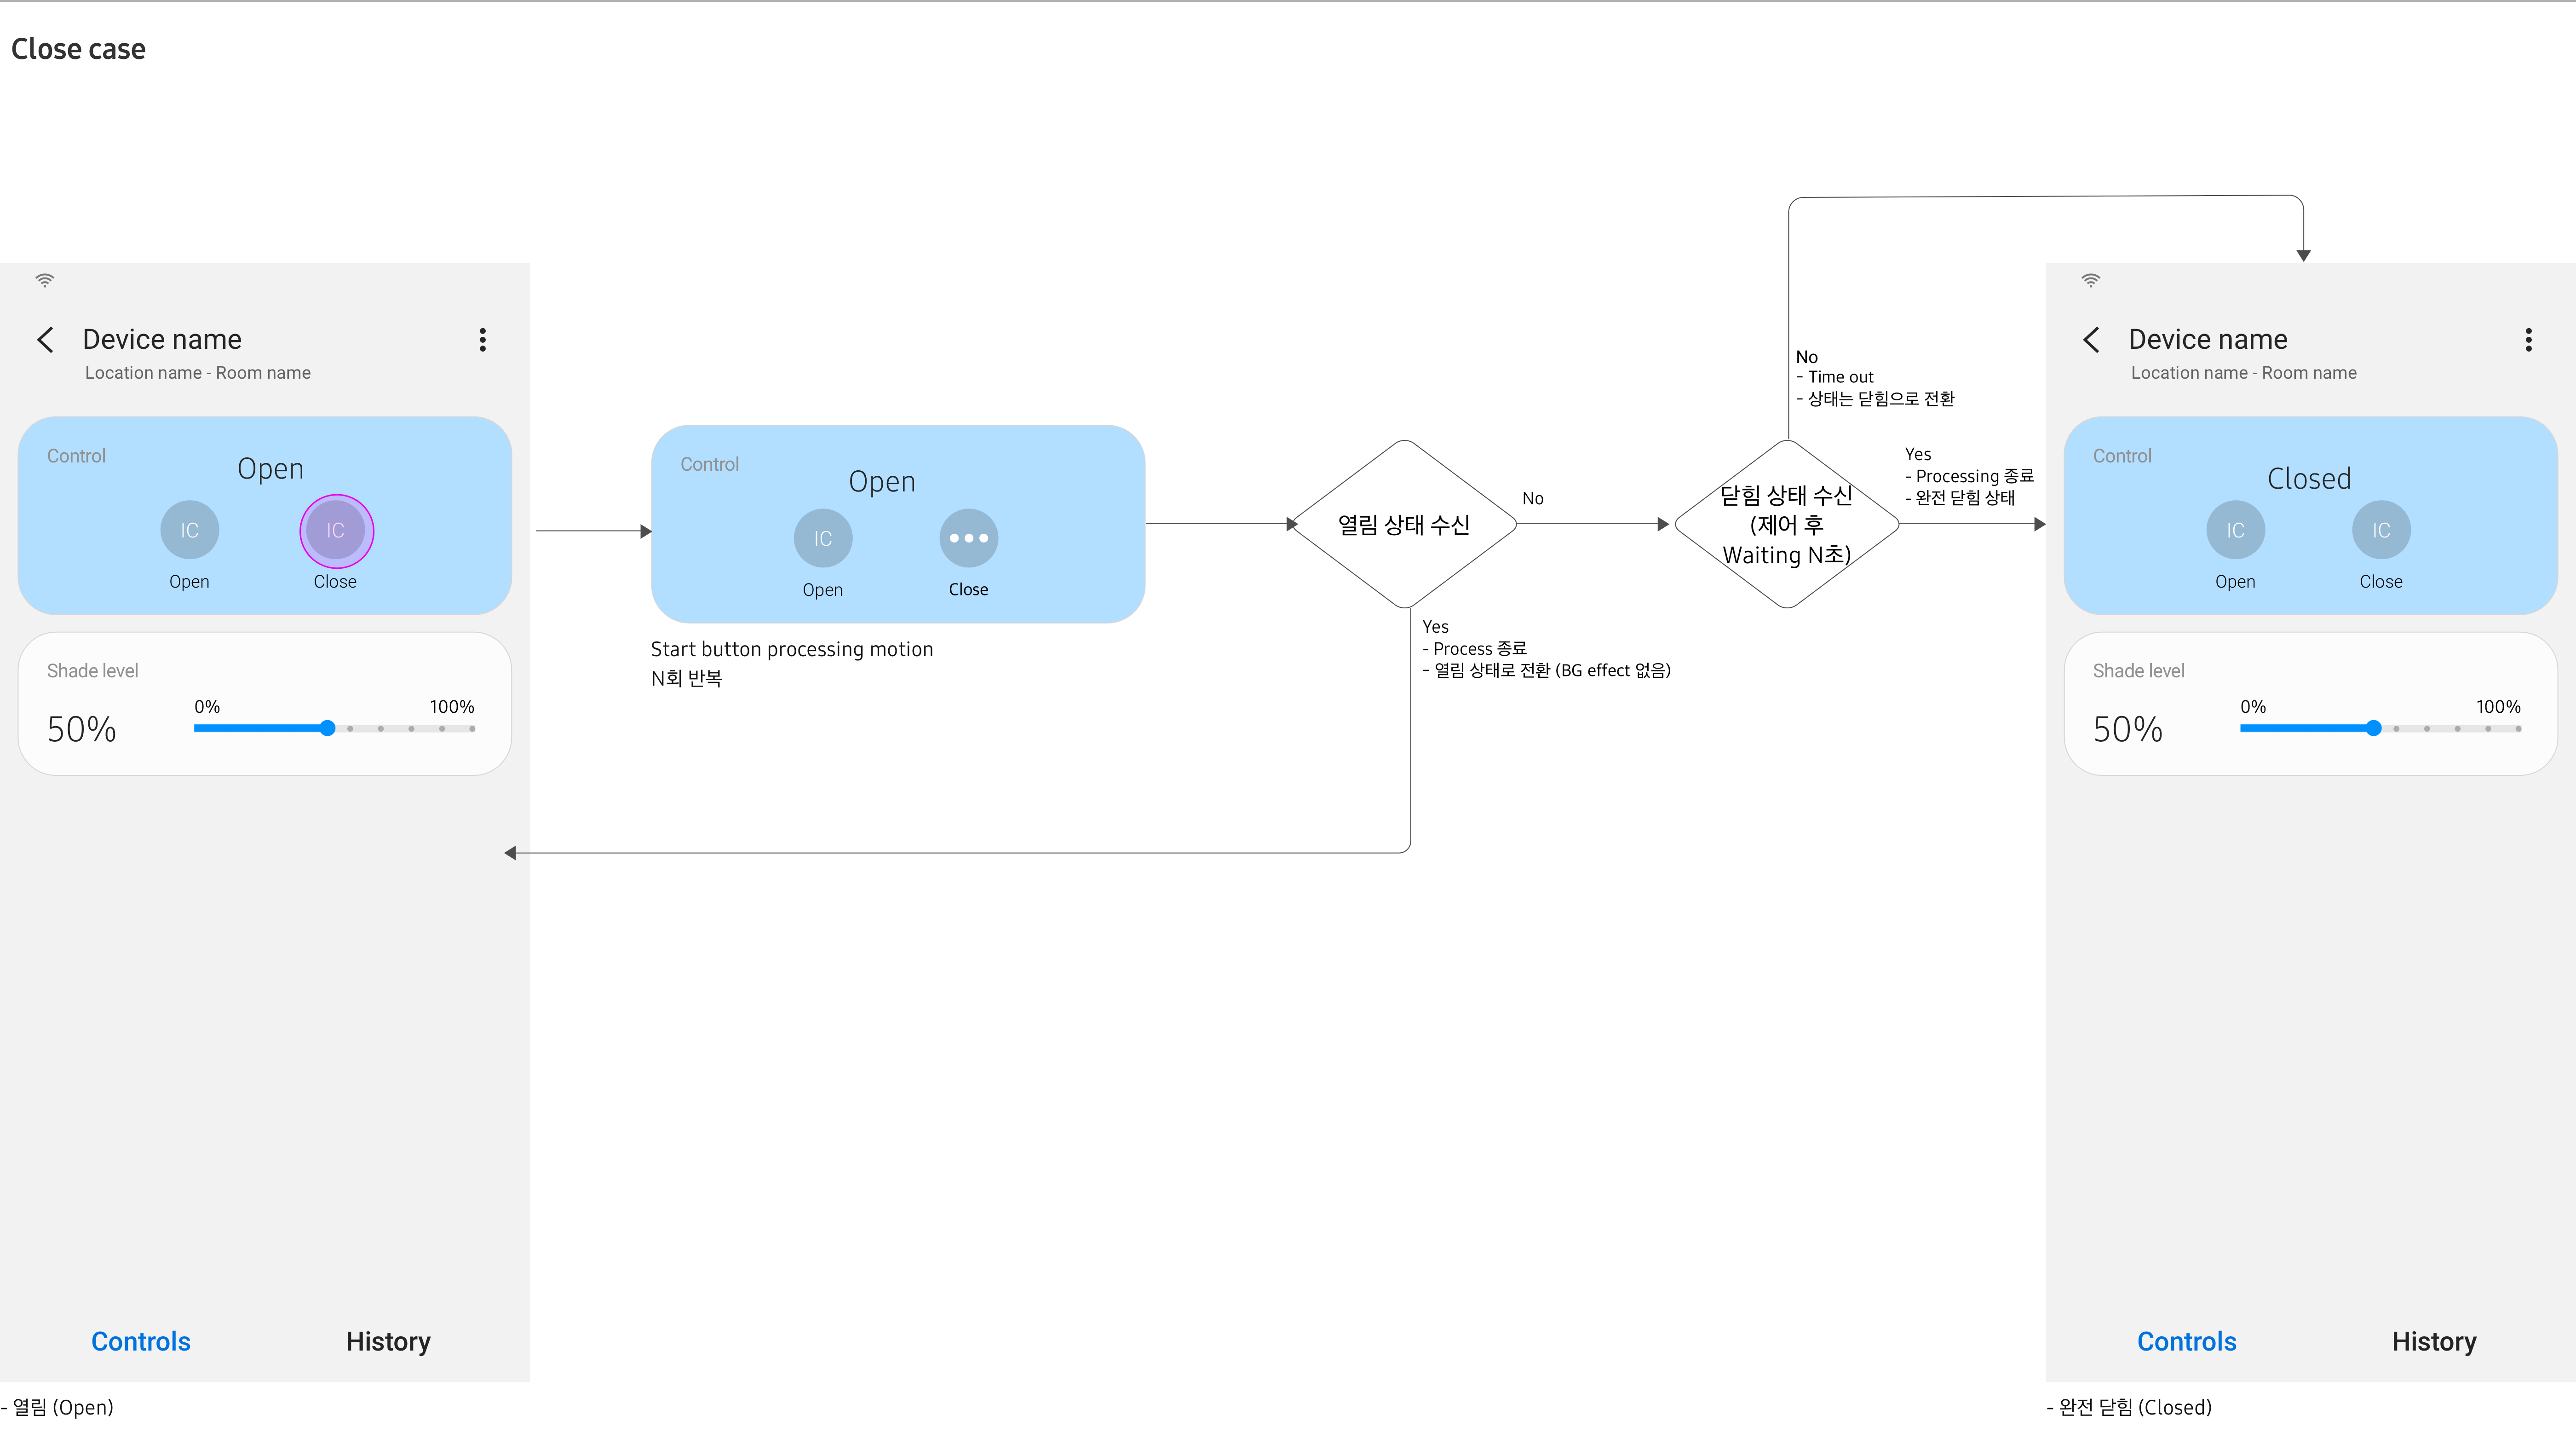 Close case
Device name
Location name - Room name
Control
Open
IC
IC
Open
Close
Shade level
0%
100%
50%
Controls
History
- 열림 (Open)
Control
Open
IC
Open
Close
Start button processing motion
N회 반복
열림 상태 수신
No
Yes
- Process 종료
- 열림 상태로 전환 (BG effect 없음)
닫힘 상태 수신
(제어 후
Waiting N초)
No
- Time out
- 상태는 닫힘으로 전환
Yes
- Processing 종료
- 완전 닫힘 상태
Device name
Location name - Room name
Control
Closed
IC
IC
Open
Close
Shade level
0%
100%
50%
Controls
History
- 완전 닫힘 (Closed)